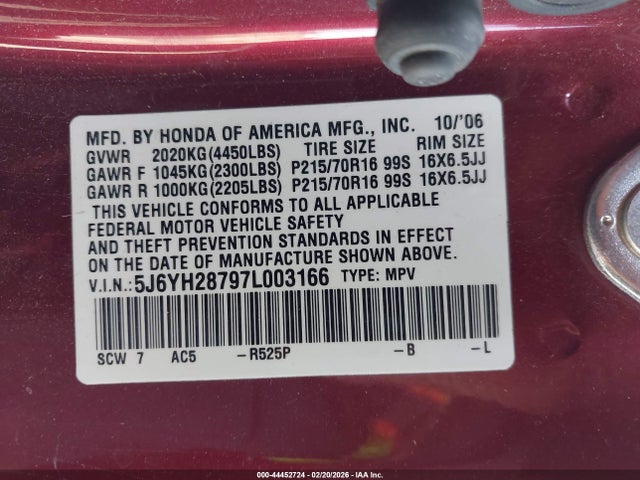 MFD. BY HONDA OF AMERICA MFG., INC. 10/'06
GVWR 2020KG(4450LBS) TIRE SIZE RIM SIZE
GAWR F 1045KG(2300LBS) P215/70R16 99S 16X6.5JJ
GAWR R 1000KG(2205LBS) P215/70R16 99S 16X6.5JJ
THIS VEHICLE CONFORMS TO ALL APPLICABLE
FEDERAL MOTOR VEHICLE SAFETY
AND THEFT PREVENTION STANDARDS IN EFFECT
ON THE DATE OF MANUFACTURE SHOWN ABOVE.
V.I.N.: 5J6YH28797L003166 TYPE: MPV
SCW 7 AC5 -R525P -B -L
000-44452724 - 02/20/2026 - IAA Inc.